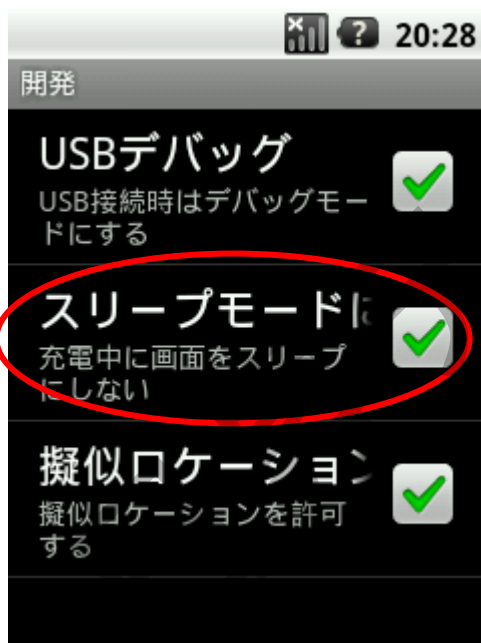 20:28
開発
USBデバッグ
USB接続時はデバッグモー
ドにする
スリープモードに
充電中に画面をスリープ
にしない
擬似ロケーション
擬似ロケーションを許可
する